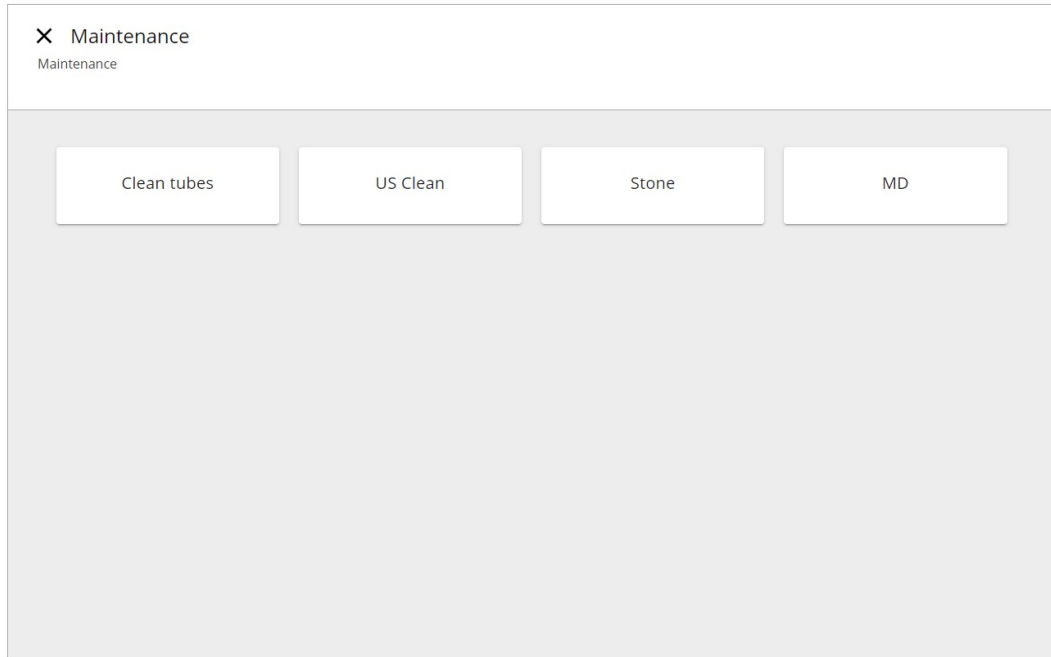 Maintenance
Maintenance
Clean tubes
US Clean
Stone
MD